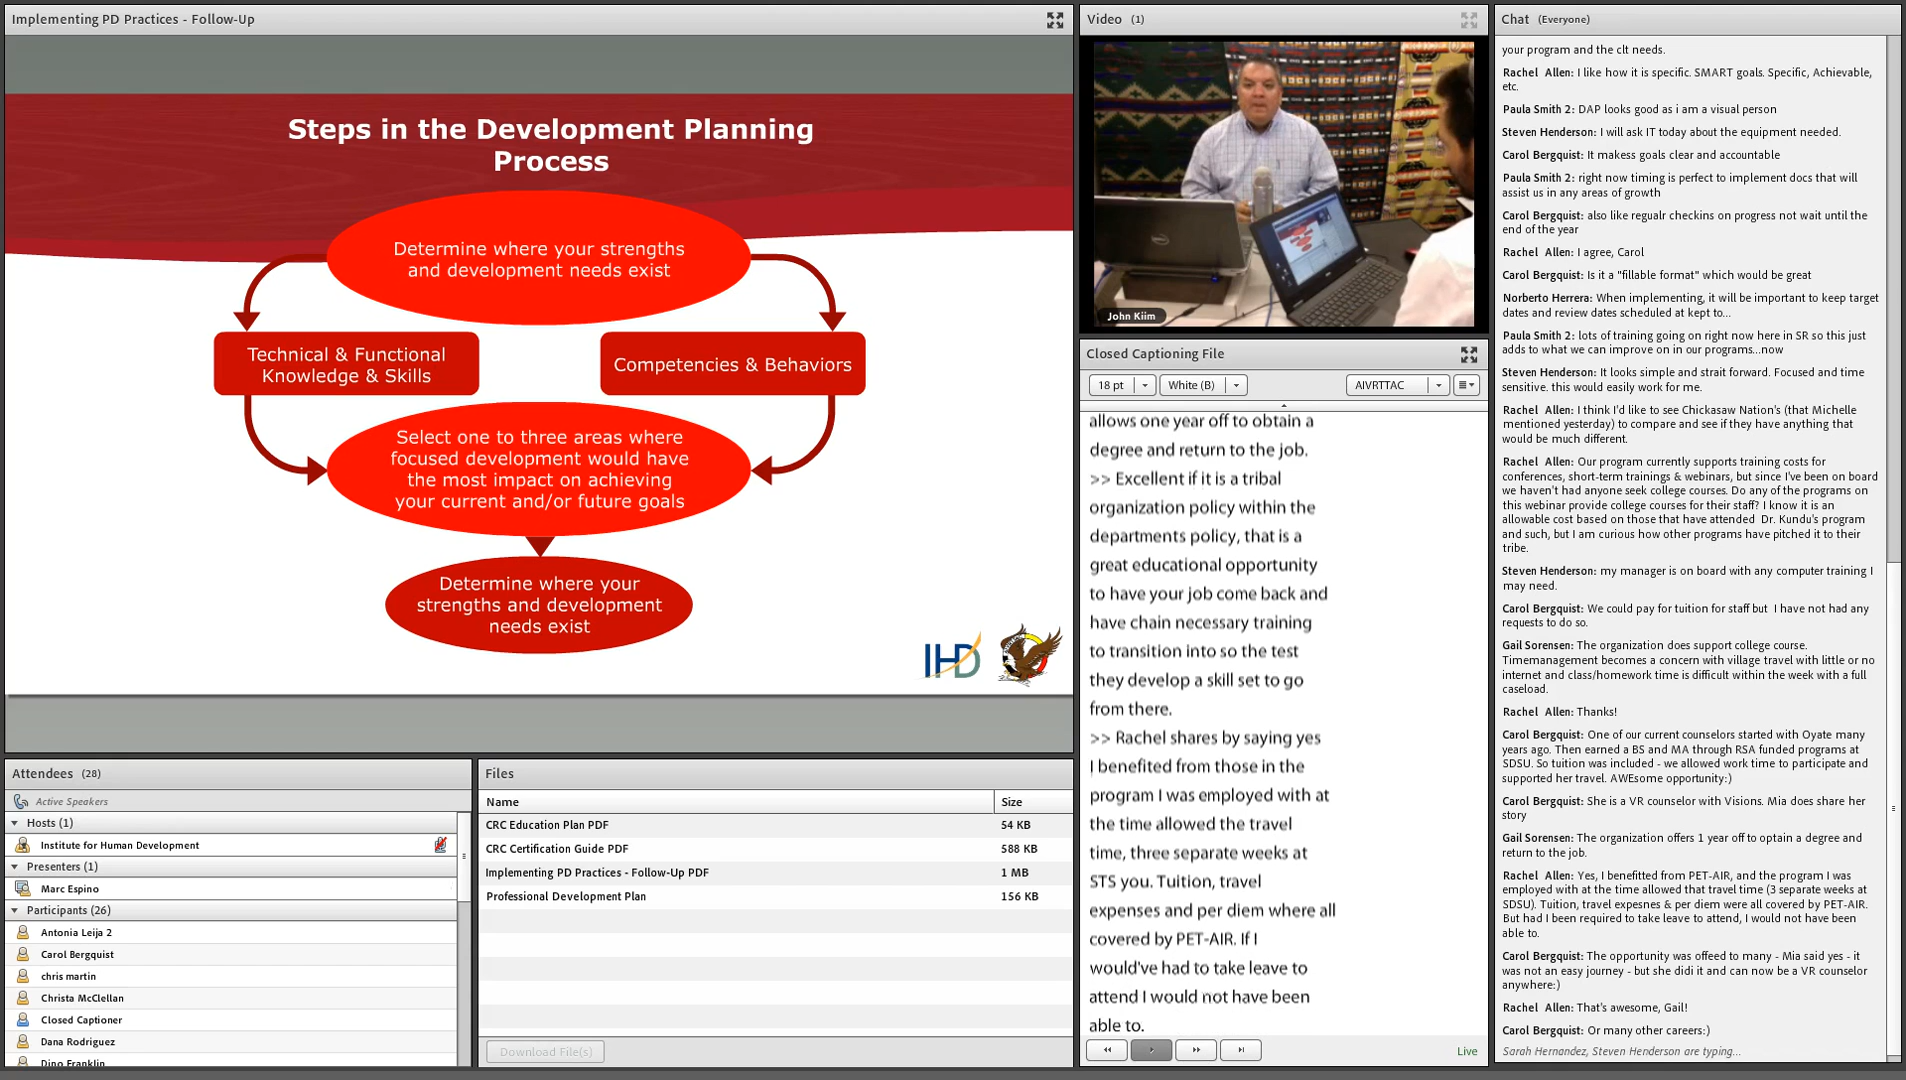 Implementing PD Practices - Follow-Up
Steps in the Development Planning
Process
Determine where your strengths
and development needs exist
Technical & Functional
Knowledge & Skills
Competencies & Behaviors
Select one to three areas where
focused development would have
the most impact on achieving
your current and/or future goals
Determine where your
strengths and development
needs exist
IHD
Attendees (28)
Active Speakers
Hosts (1)
Institute for Human Development
Presenters (1)
Marc Espino
Participants (26)
Antonia Leija 2
Carol Bergquist
chris martin
Christa McClellan
Closed Captioner
Dana Rodriguez
Dino Franklin
Files
Name Size
CRC Education Plan PDF 54 KB
CRC Certification Guide PDF 588 KB
Implementing PD Practices - Follow-Up PDF 1 MB
Professional Development Plan 156 KB
Download File(s)
Video (1)
John Kiim
Closed Captioning File
18 pt White (B) AIVRTTAC
allows one year off to obtain a
degree and return to the job.
>> Excellent if it is a tribal
organization policy within the
departments policy, that is a
great educational opportunity
to have your job come back and
have chain necessary training
to transition into so the test
they develop a skill set to go
from there.
>> Rachel shares by saying yes
I benefited from those in the
program I was employed with at
the time allowed the travel
time, three separate weeks at
STS you. Tuition, travel
expenses and per diem where all
covered by PET-AIR. If I
would've had to take leave to
attend I would not have been
able to.
Live
Chat (Everyone)
your program and the clt needs.
Rachel Allen: I like how it is specific. SMART goals. Specific, Achievable,
etc.
Paula Smith 2: DAP looks good as i am a visual person
Steven Henderson: I will ask IT today about the equipment needed.
Carol Bergquist: It makess goals clear and accountable
Paula Smith 2: right now timing is perfect to implement docs that will
assist us in any areas of growth
Carol Bergquist: also like regualr checkins on progress not wait until the
end of the year
Rachel Allen: I agree, Carol
Carol Bergquist: Is it a "fillable format" which would be great
Norberto Herrera: When implementing, it will be important to keep target
dates and review dates scheduled at kept to...
Paula Smith 2: lots of training going on right now here in SR so this just
adds to what we can improve on in our programs...now
Steven Henderson: It looks simple and strait forward. Focused and time
sensitive. this would easily work for me.
Rachel Allen: I think I'd like to see Chickasaw Nation's (that Michelle
mentioned yesterday) to compare and see if they have anything that
would be much different.
Rachel Allen: Our program currently supports training costs for
conferences, short-term trainings & webinars, but since I've been on board
we haven't had anyone seek college courses. Do any of the programs on
this webinar provide college courses for their staff? I know it is an
allowable cost based on those that have attended Dr. Kundu's program
and such, but I am curious how other programs have pitched it to their
tribe.
Steven Henderson: my manager is on board with any computer training I
may need.
Carol Bergquist: We could pay for tuition for staff but I have not had any
requests to do so.
Gail Sorensen: The organization does support college course.
Timemanagement becomes a concern with village travel with little or no
internet and class/homework time is difficult within the week with a full
caseload.
Rachel Allen: Thanks!
Carol Bergquist: One of our current counselors started with Oyate many
years ago. Then earned a BS and MA through RSA funded programs at
SDSU. So tuition was included - we allowed work time to participate and
supported her travel. AWEsome opportunity:)
Carol Bergquist: She is a VR counselor with Visions. Mia does share her
story
Gail Sorensen: The organization offers 1 year off to optain a degree and
return to the job.
Rachel Allen: Yes, I benefitted from PET-AIR, and the program I was
employed with at the time allowed that travel time (3 separate weeks at
SDSU). Tuition, travel expesnes & per diem were all covered by PET-AIR.
But had I been required to take leave to attend, I would not have been
able to.
Carol Bergquist: The opportunity was offeed to many - Mia said yes - it
was not an easy journey - but she didi it and can now be a VR counselor
anywhere:)
Rachel Allen: That's awesome, Gail!
Carol Bergquist: Or many other careers:)
Sarah Hernandez, Steven Henderson are typing...